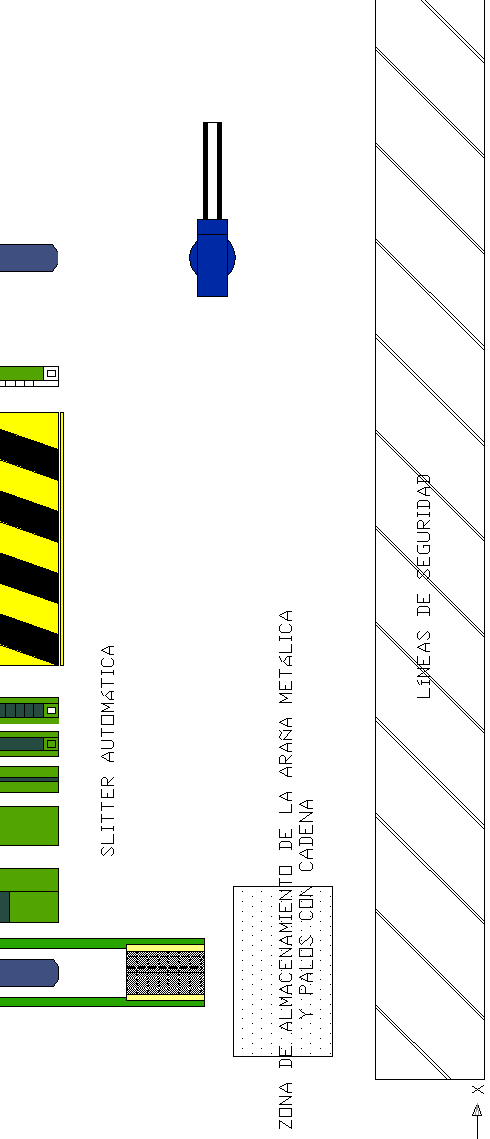 SLITTER AUTOMÁTICA
ZONA DE ALMACENAMIENTO DE LA ARAÑA METÁLICA
Y PALOS CON CADENA
LíNEAS DE SEGURIDAD
X